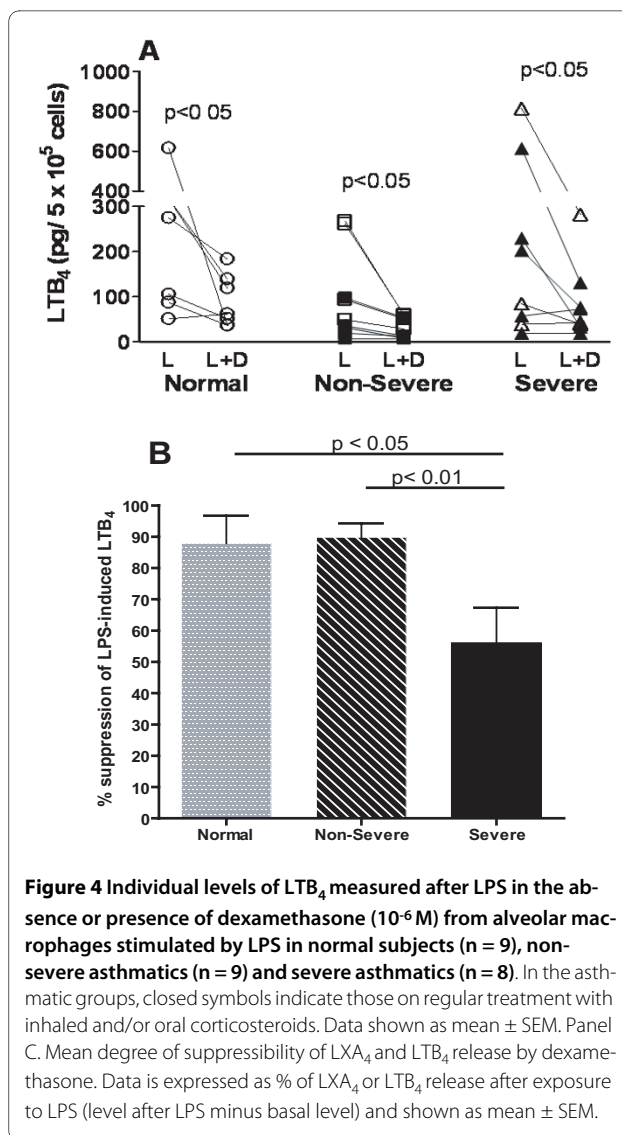 A
LTB₄ (pg/ 5 x 10⁵ cells)
1000
800
600
400
300
200
100
0
p<0 05
p<0.05
p<0.05
L L+D L L+D L L+D
Normal Non-Severe Severe
B
p < 0.05
p< 0.01
% suppression of LPS-induced LTB₄
100
90
80
70
60
50
40
30
20
10
0
Normal Non-Severe Severe
Figure 4 Individual levels of LTB₄ measured after LPS in the ab-
sence or presence of dexamethasone (10⁻⁶ M) from alveolar mac-
rophages stimulated by LPS in normal subjects (n = 9), non-
severe asthmatics (n = 9) and severe asthmatics (n = 8). In the asth-
matic groups, closed symbols indicate those on regular treatment with
inhaled and/or oral corticosteroids. Data shown as mean ± SEM. Panel
C. Mean degree of suppressibility of LXA₄ and LTB₄ release by dexame-
thasone. Data is expressed as % of LXA₄ or LTB₄ release after exposure
to LPS (level after LPS minus basal level) and shown as mean ± SEM.